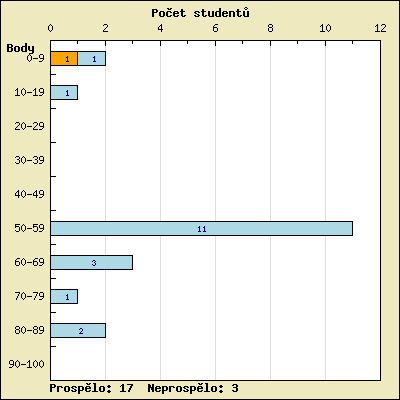 Počet studentů
0 2 4 6 8 10 12
Body
0-9 1 1
10-19 1
20-29
30-39
40-49
50-59 11
60-69 3
70-79 1
80-89 2
90-100
Prospělo: 17 Neprospělo: 3